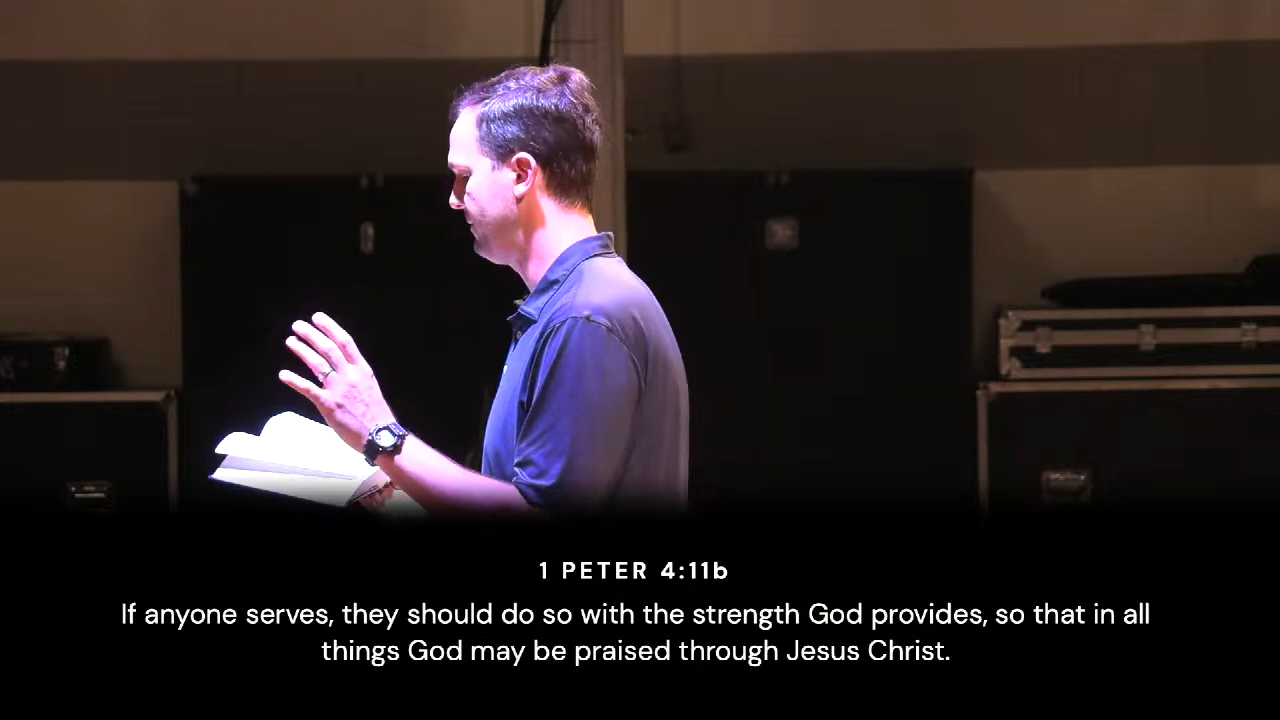 1 PETER 4:11b
If anyone serves, they should do so with the strength God provides, so that in all
things God may be praised through Jesus Christ.